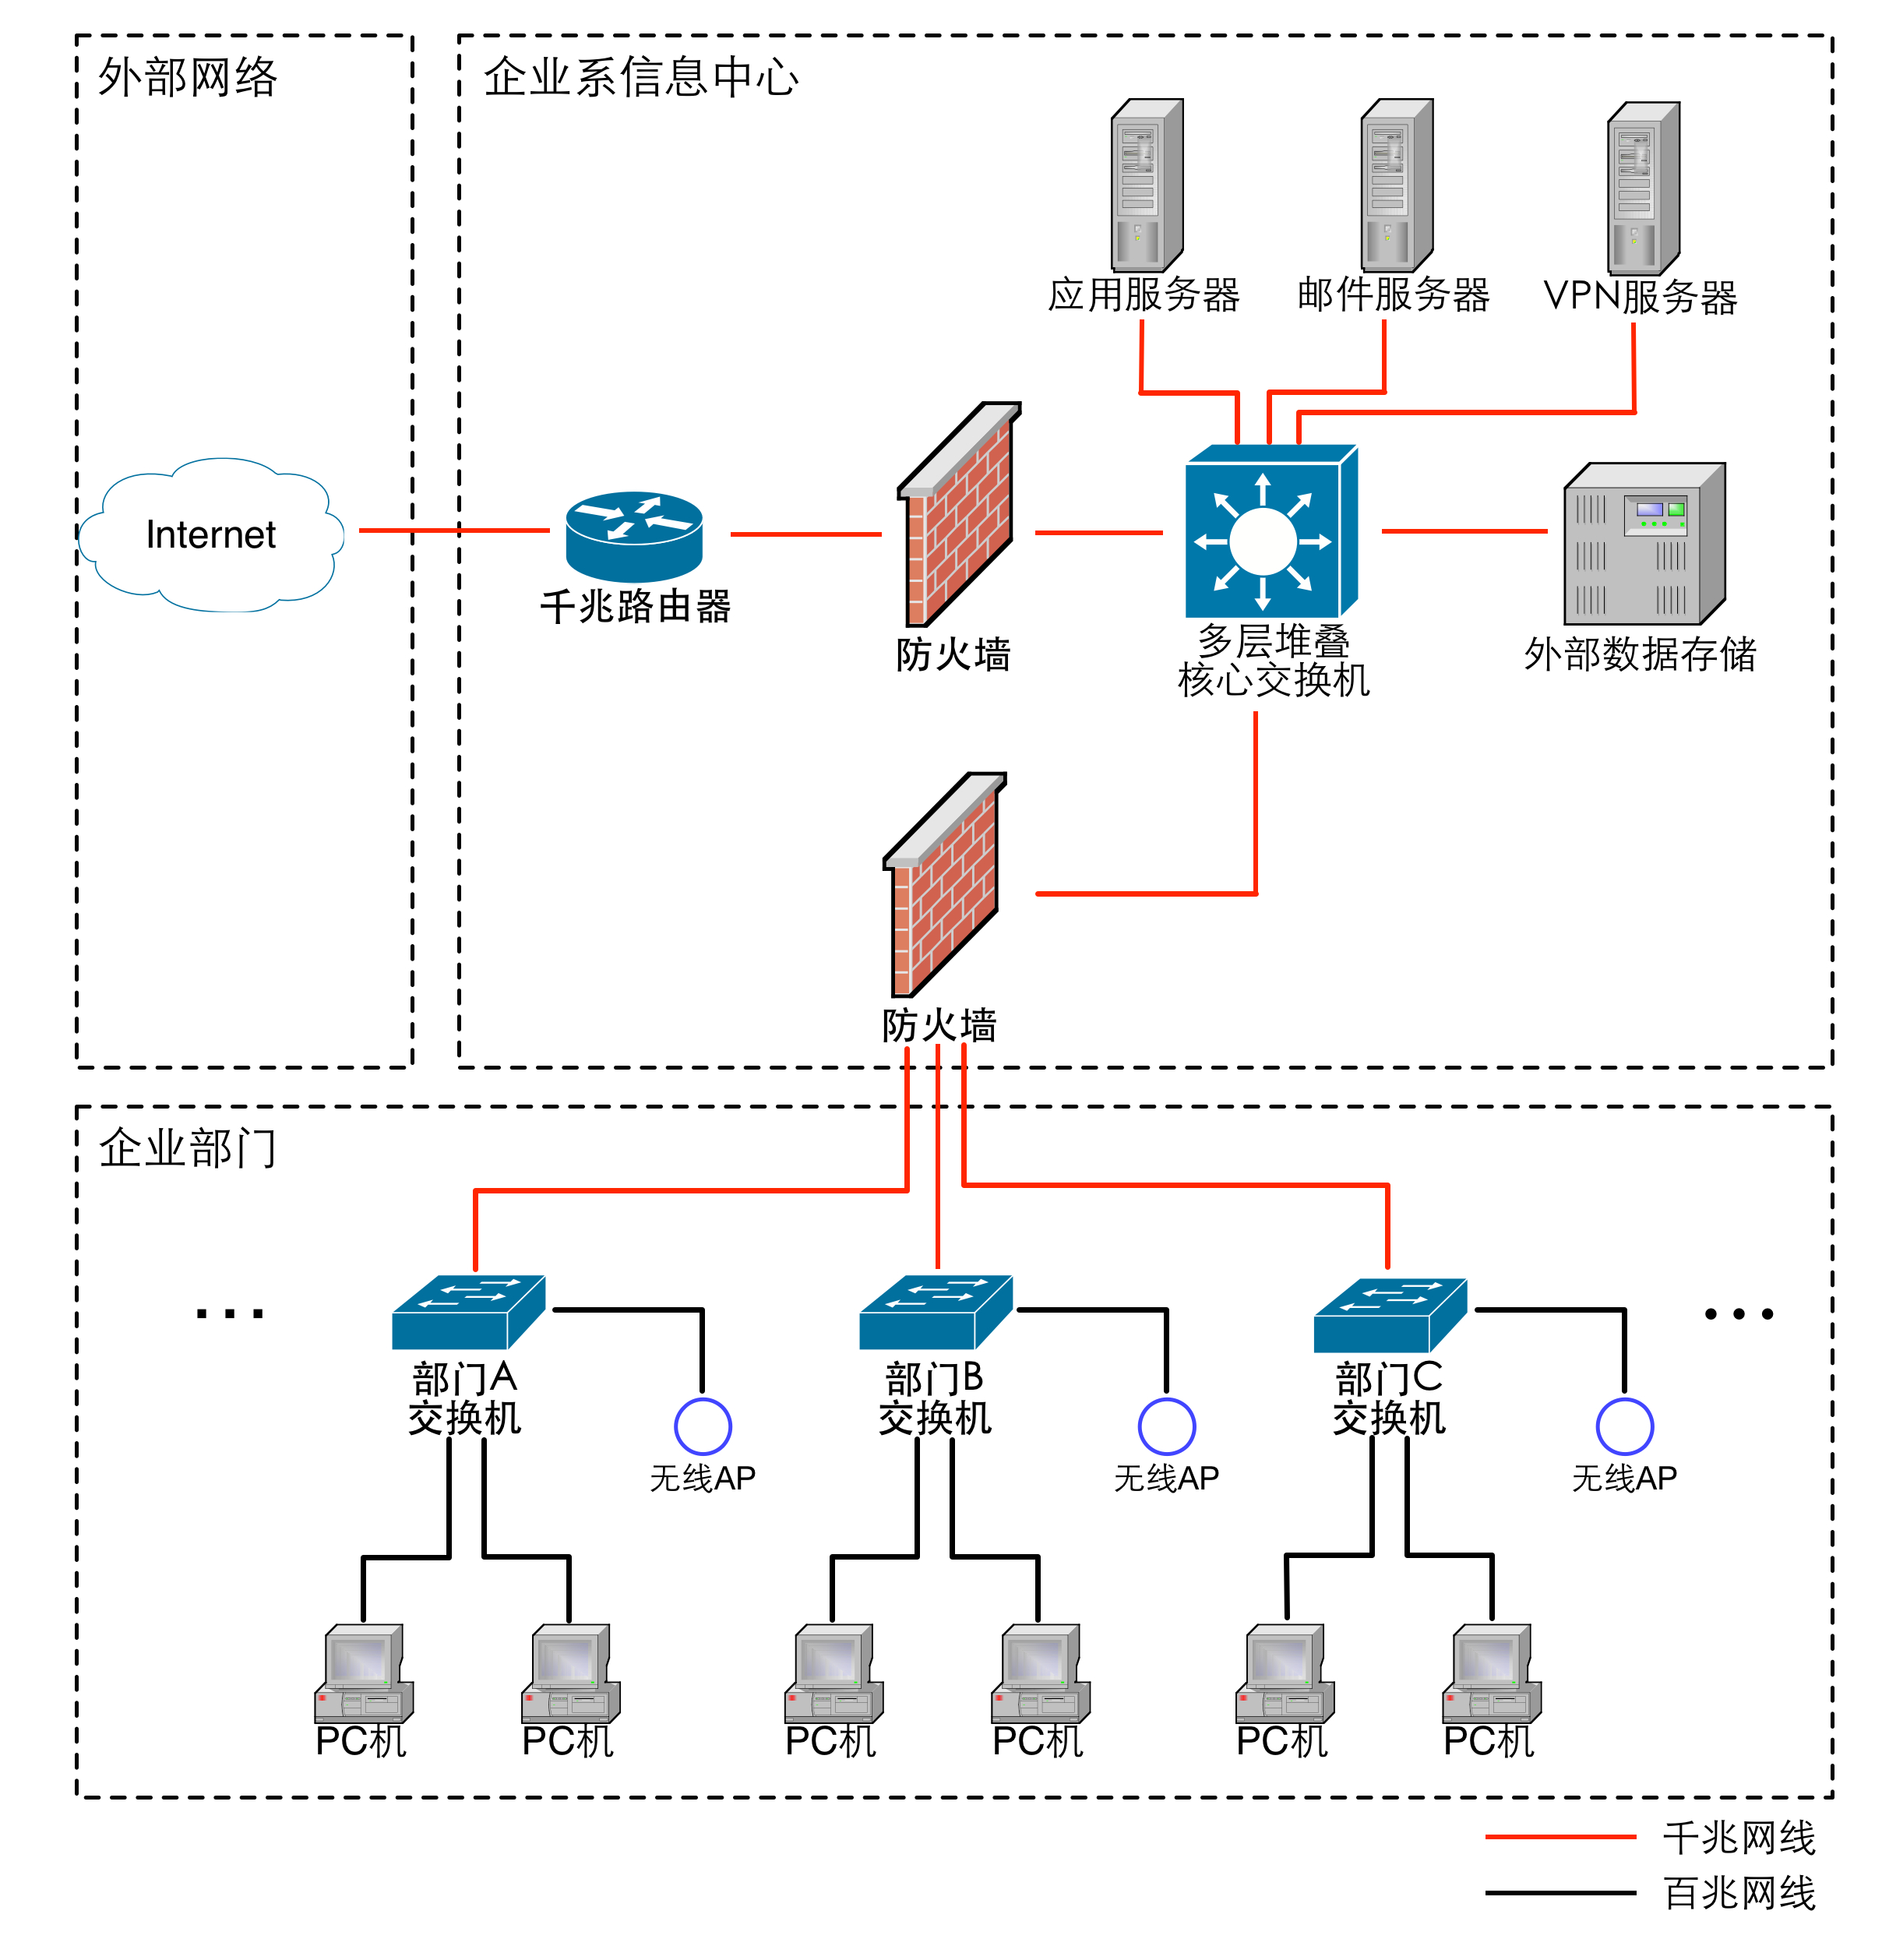 外部网络
企业系信息中心
应用服务器
邮件服务器
VPN服务器
Internet
千兆路由器
防火墙
多层堆叠
核心交换机
外部数据存储
防火墙
企业部门
...
...
部门A
交换机
无线AP
部门B
交换机
无线AP
部门C
交换机
无线AP
PC机
PC机
PC机
PC机
PC机
PC机
千兆网线
百兆网线